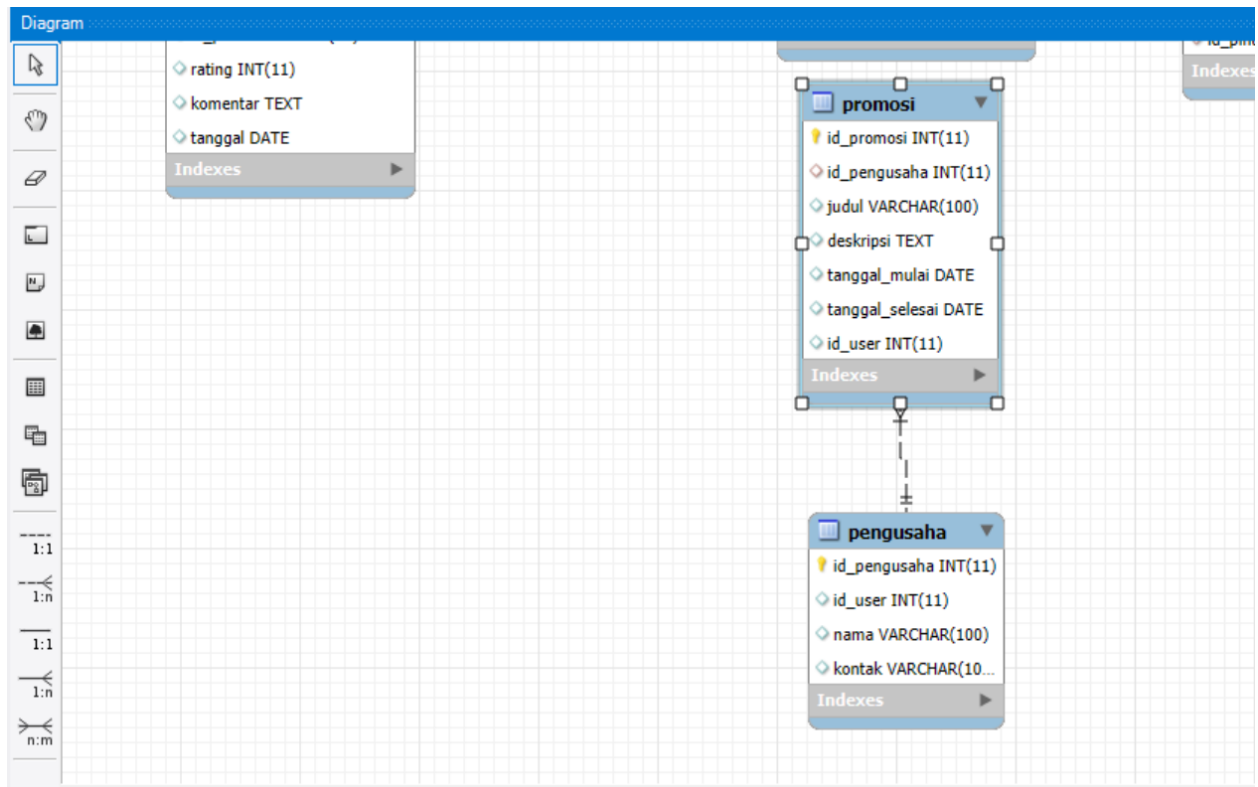 Diagram
rating INT(11)
komentar TEXT
tanggal DATE
Indexes
Indexes
promosi
id_promosi INT(11)
id_pengusaha INT(11)
judul VARCHAR(100)
deskripsi TEXT
tanggal_mulai DATE
tanggal_selesai DATE
id_user INT(11)
Indexes
pengusaha
id_pengusaha INT(11)
id_user INT(11)
nama VARCHAR(100)
kontak VARCHAR(10...
Indexes
1:1
1:n
1:1
1:n
n:m